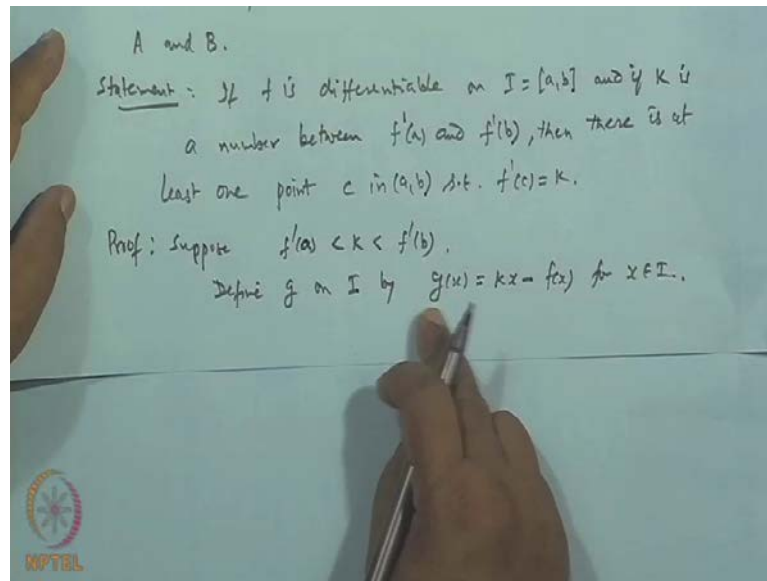 A and B.
Statement : If f is differentiable on I = [a,b] and if k is
a number between f'(a) and f'(b), then there is at
least one point c in (a,b) s.t. f'(c) = k.
Proof : Suppose f'(a) < k < f'(b).
Define g on I by g(x) = kx - f(x) for x ∈ I.
NPTEL